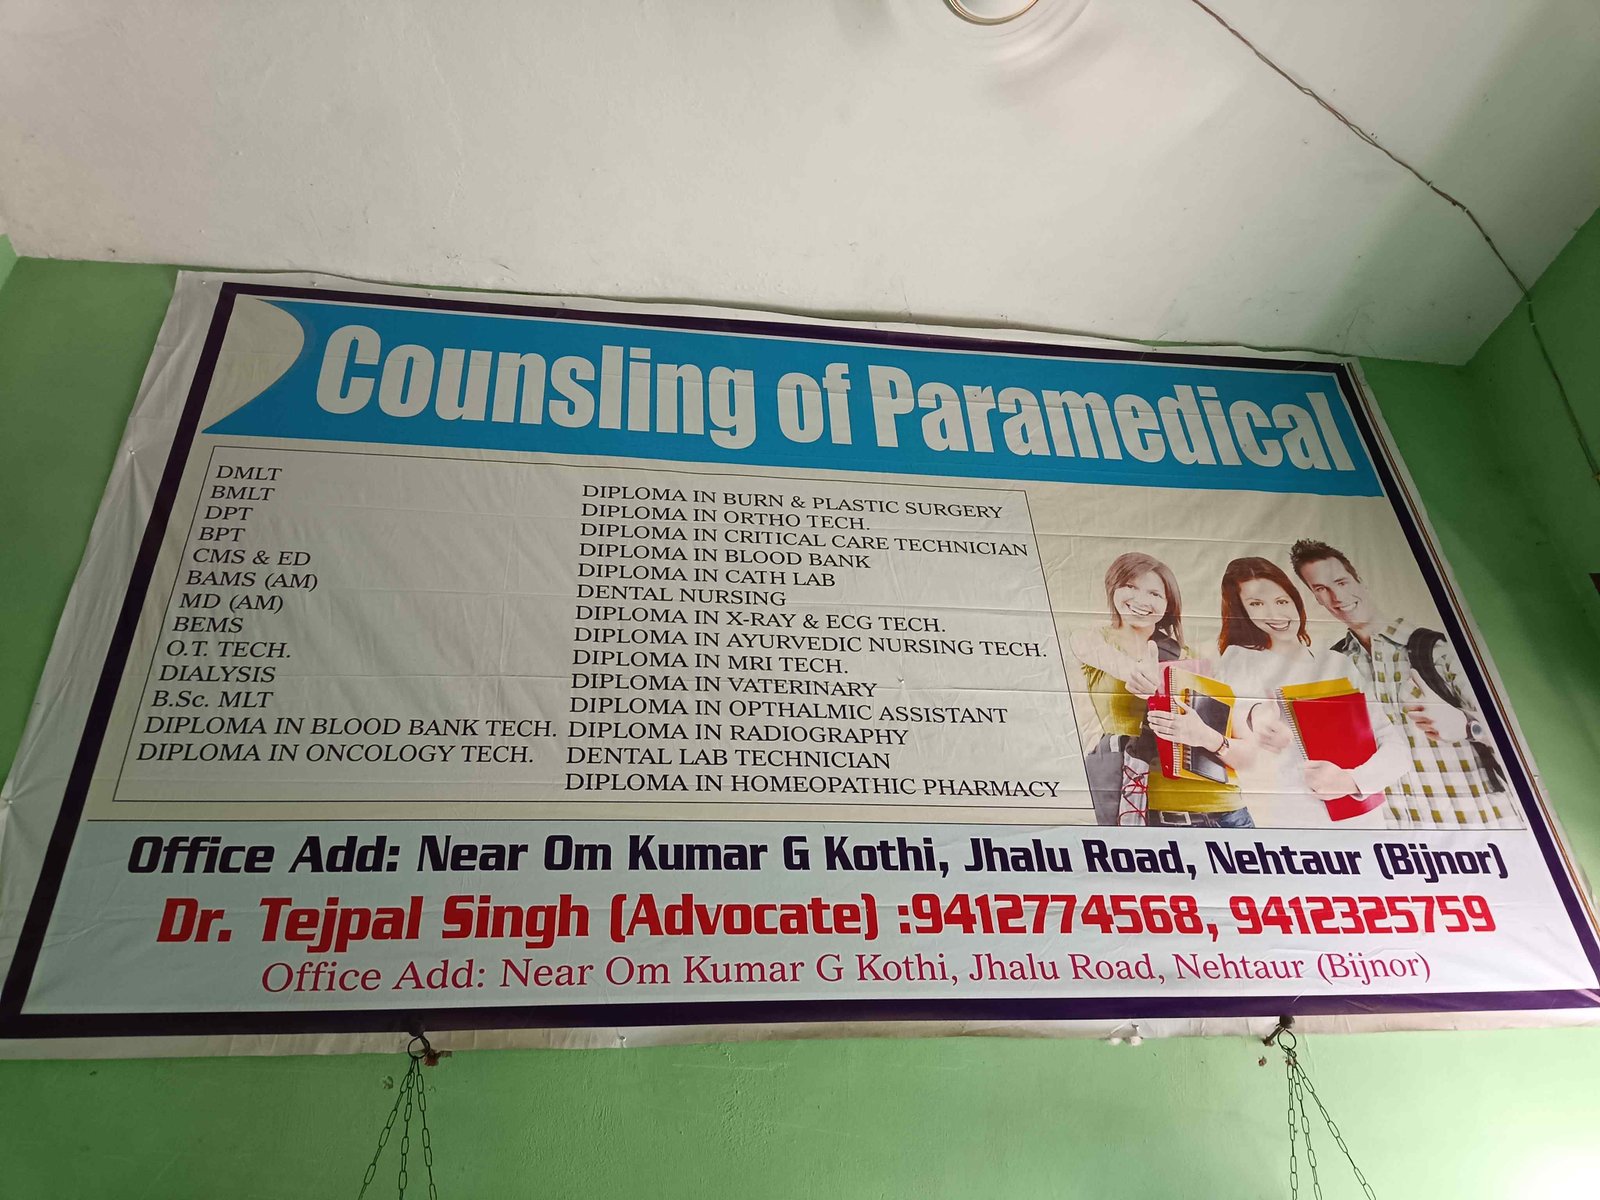 Counsling of Paramedical
DMLT
BMLT
DPT
BPT
CMS & ED
BAMS (AM)
MD (AM)
BEMS
O.T. TECH.
DIALYSIS
B.Sc. MLT
DIPLOMA IN BLOOD BANK TECH.
DIPLOMA IN ONCOLOGY TECH.
DIPLOMA IN BURN & PLASTIC SURGERY
DIPLOMA IN ORTHO TECH.
DIPLOMA IN CRITICAL CARE TECHNICIAN
DIPLOMA IN BLOOD BANK
DIPLOMA IN CATH LAB
DENTAL NURSING
DIPLOMA IN X-RAY & ECG TECH.
DIPLOMA IN AYURVEDIC NURSING TECH.
DIPLOMA IN MRI TECH.
DIPLOMA IN VATERINARY
DIPLOMA IN OPTHALMIC ASSISTANT
DIPLOMA IN RADIOGRAPHY
DENTAL LAB TECHNICIAN
DIPLOMA IN HOMEOPATHIC PHARMACY
Office Add: Near Om Kumar G Kothi, Jhalu Road, Nehtaur (Bijnor)
Dr. Tejpal Singh (Advocate) :9412774568, 9412325759
Office Add: Near Om Kumar G Kothi, Jhalu Road, Nehtaur (Bijnor)